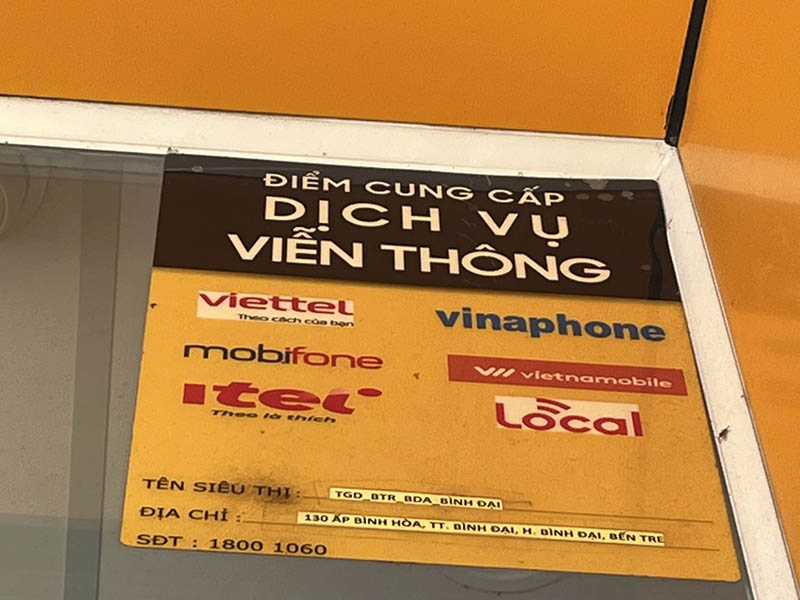 ĐIỂM CUNG CẤP
DỊCH VỤ
VIỄN THÔNG
viettel
Theo cách của bạn
vinaphone
mobifone
vietnamobile
itel
Theo là thích
Local
TÊN SIÊU THỊ : TGD_BTR_BDA_BÌNH ĐẠI
ĐỊA CHỈ : 130 ẤP BÌNH HÒA, TT. BÌNH ĐẠI, H. BÌNH ĐẠI, BẾN TRE
SĐT : 1800 1060